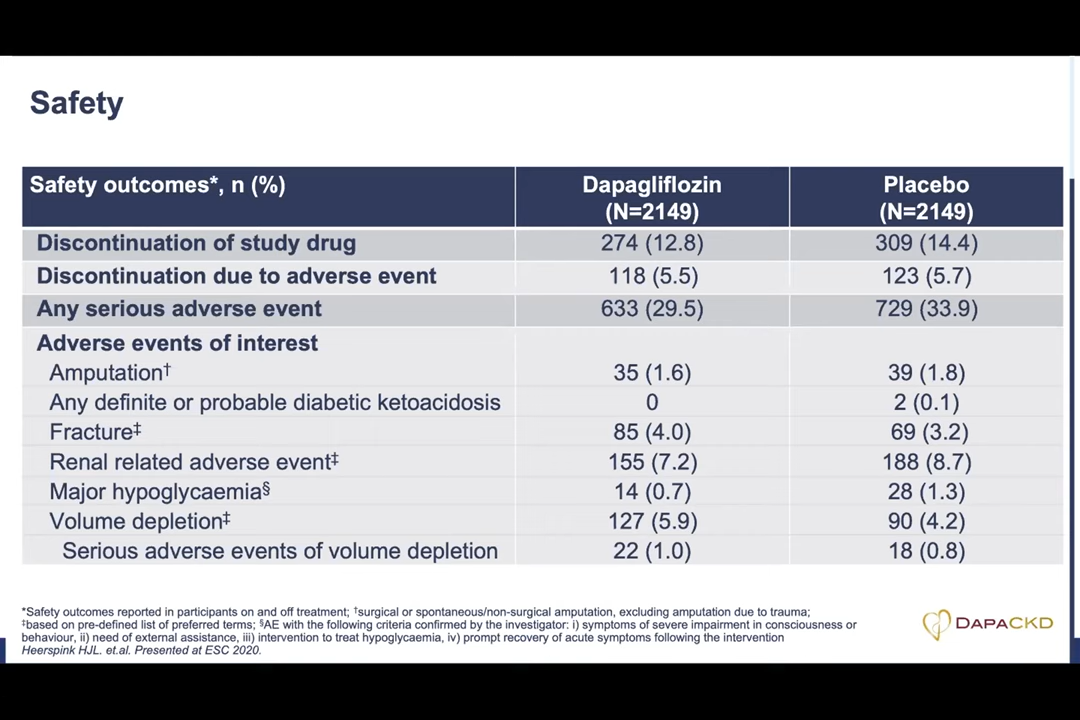 Safety
Safety outcomes*, n (%) Dapagliflozin (N=2149) Placebo (N=2149)
Discontinuation of study drug 274 (12.8) 309 (14.4)
Discontinuation due to adverse event 118 (5.5) 123 (5.7)
Any serious adverse event 633 (29.5) 729 (33.9)
Adverse events of interest
Amputation† 35 (1.6) 39 (1.8)
Any definite or probable diabetic ketoacidosis 0 2 (0.1)
Fracture‡ 85 (4.0) 69 (3.2)
Renal related adverse event‡ 155 (7.2) 188 (8.7)
Major hypoglycaemia§ 14 (0.7) 28 (1.3)
Volume depletion‡ 127 (5.9) 90 (4.2)
Serious adverse events of volume depletion 22 (1.0) 18 (0.8)
*Safety outcomes reported in participants on and off treatment; †surgical or spontaneous/non-surgical amputation, excluding amputation due to trauma;
‡based on pre-defined list of preferred terms; §AE with the following criteria confirmed by the investigator: i) symptoms of severe impairment in consciousness or
behaviour, ii) need of external assistance, iii) intervention to treat hypoglycaemia, iv) prompt recovery of acute symptoms following the intervention
Heerspink HJL. et.al. Presented at ESC 2020.
DAPACKD